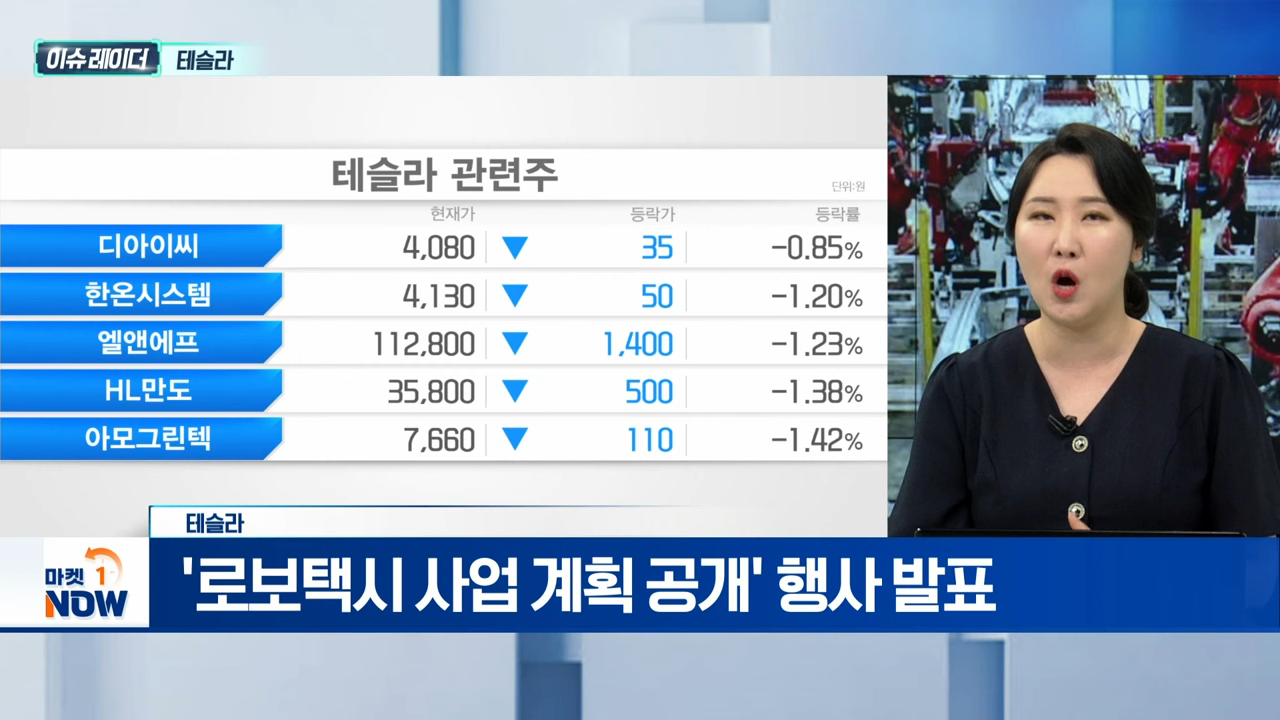 이슈 레이더 테슬라
테슬라 관련주
단위:원
현재가 등락가 등락률
디아이씨 4,080 ▼ 35 -0.85%
한온시스템 4,130 ▼ 50 -1.20%
엘앤에프 112,800 ▼ 1,400 -1.23%
HL만도 35,800 ▼ 500 -1.38%
아모그린텍 7,660 ▼ 110 -1.42%
테슬라
마켓 1
NOW
'로보택시 사업 계획 공개' 행사 발표